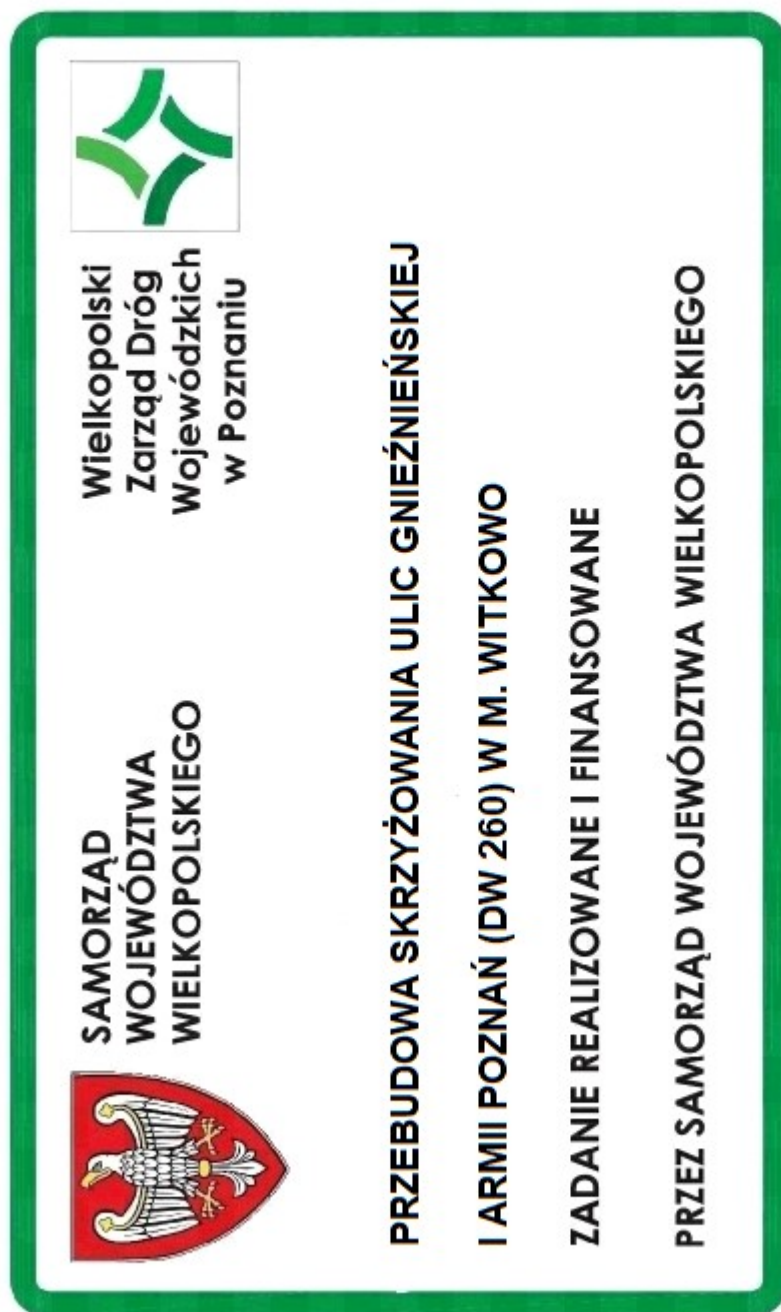 SAMORZĄD
WOJEWÓDZTWA
WIELKOPOLSKIEGO
Wielkopolski
Zarząd Dróg
Wojewódzkich
w Poznaniu
PRZEBUDOWA SKRZYŻOWANIA ULIC GNIEŹNIEŃSKIEJ
I ARMII POZNAŃ (DW 260) W M. WITKOWO
ZADANIE REALIZOWANE I FINANSOWANE
PRZEZ SAMORZĄD WOJEWÓDZTWA WIELKOPOLSKIEGO